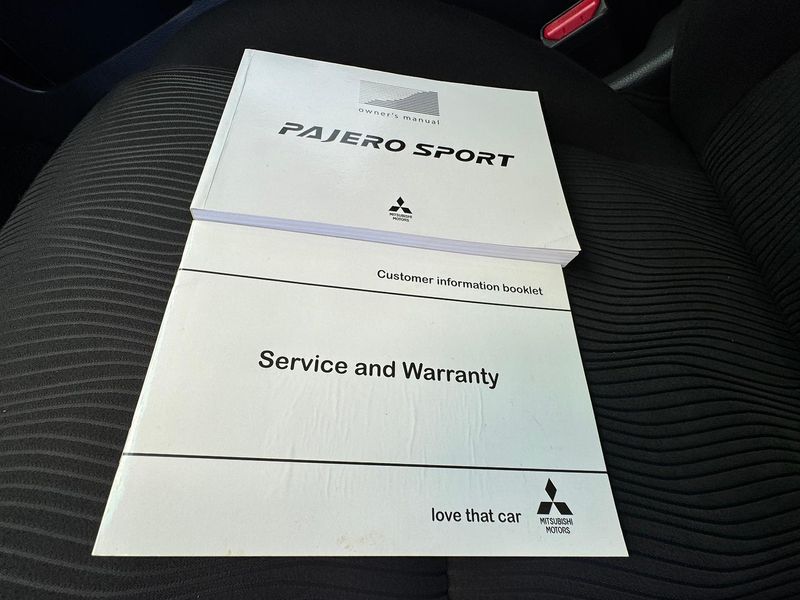 owner's manual
PAJERO SPORT
MITSUBISHI
MOTORS
Customer information booklet
Service and Warranty
love that car
MITSUBISHI
MOTORS